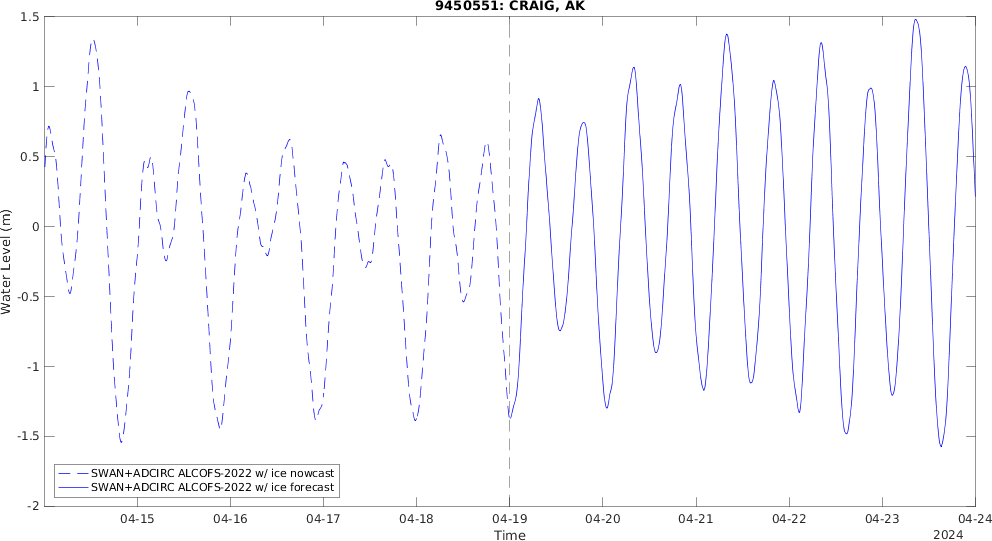 9450551: CRAIG, AK
Water Level (m)
1.5
1
0.5
0
-0.5
-1
-1.5
-2
SWAN+ADCIRC ALCOFS-2022 w/ ice nowcast
SWAN+ADCIRC ALCOFS-2022 w/ ice forecast
04-15 04-16 04-17 04-18 04-19 04-20 04-21 04-22 04-23 04-24
Time
2024